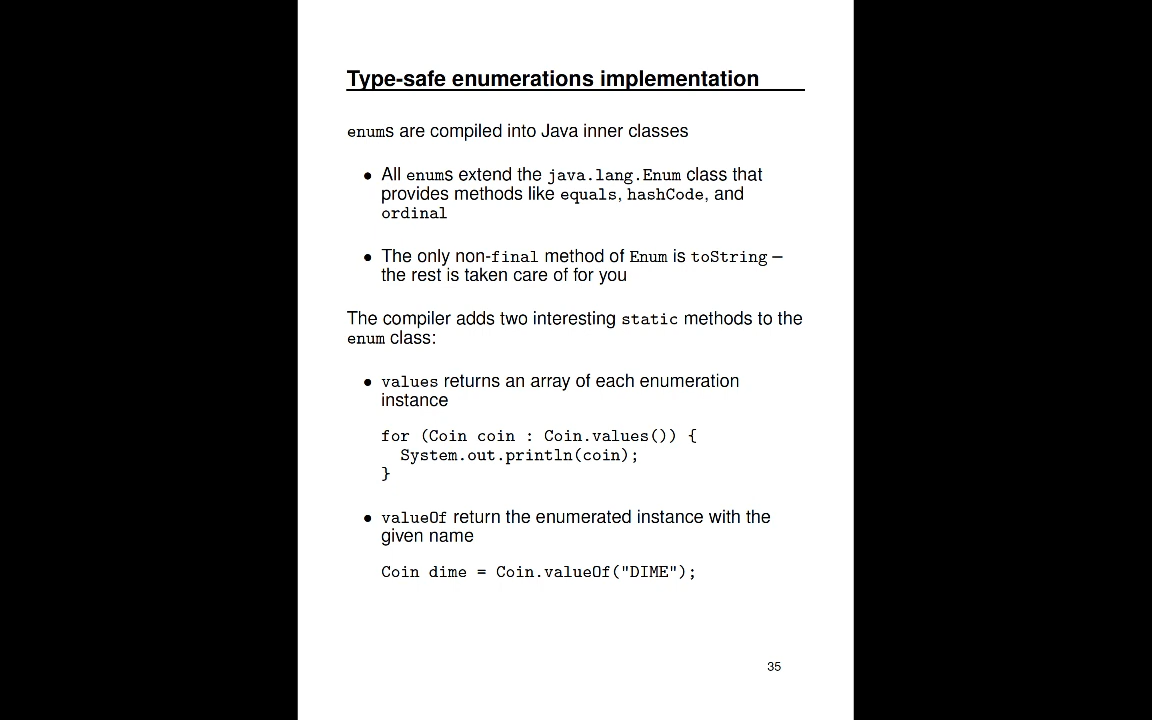 Type-safe enumerations implementation
enums are compiled into Java inner classes
• All enums extend the java.lang.Enum class that
provides methods like equals, hashCode, and
ordinal
• The only non-final method of Enum is toString –
the rest is taken care of for you
The compiler adds two interesting static methods to the
enum class:
• values returns an array of each enumeration
instance
for (Coin coin : Coin.values()) {
System.out.println(coin);
}
• valueOf return the enumerated instance with the
given name
Coin dime = Coin.valueOf("DIME");
35